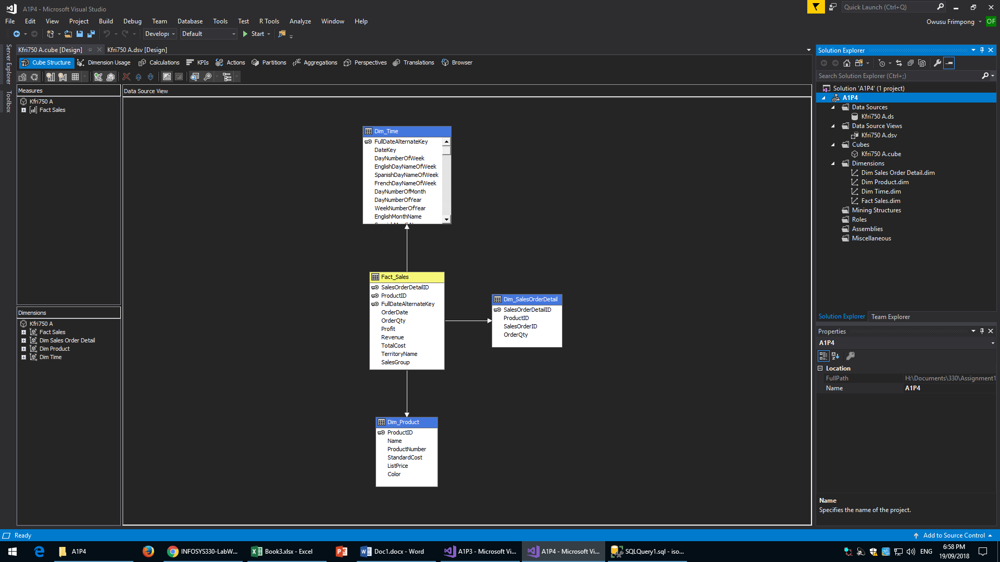 A1P4 - Microsoft Visual Studio
Quick Launch (Ctrl+Q)
File Edit View Project Build Debug Team Database Tools Test R Tools Analyze Window Help
Owusu Frimpong OF
Developi Default Start
Server Explorer
Toolbox
Kfri750 A.cube [Design] Kfri750 A.dsv [Design]
Cube Structure Dimension Usage Calculations KPIs Actions Partitions Aggregations Perspectives Translations Browser
Measures
Kfri750 A
Fact Sales
Dimensions
Kfri750 A
Fact Sales
Dim Sales Order Detail
Dim Product
Dim Time
Data Source View
Dim_Time
FullDateAlternateKey
DateKey
DayNumberOfWeek
EnglishDayNameOfWeek
SpanishDayNameOfWeek
FrenchDayNameOfWeek
DayNumberOfMonth
DayNumberOfYear
WeekNumberOfYear
EnglishMonthName
Fact_Sales
SalesOrderDetailID
ProductID
FullDateAlternateKey
OrderDate
OrderQty
Profit
Revenue
TotalCost
TerritoryName
SalesGroup
Dim_SalesOrderDetail
SalesOrderDetailID
ProductID
SalesOrderID
OrderQty
Dim_Product
ProductID
Name
ProductNumber
StandardCost
ListPrice
Color
Solution Explorer
Search Solution Explorer (Ctrl+;)
Solution 'A1P4' (1 project)
A1P4
Data Sources
Kfri750 A.ds
Data Source Views
Kfri750 A.dsv
Cubes
Kfri750 A.cube
Dimensions
Dim Sales Order Detail.dim
Dim Product.dim
Dim Time.dim
Fact Sales.dim
Mining Structures
Roles
Assemblies
Miscellaneous
Solution Explorer Team Explorer
Properties
A1P4
Location
FullPath H:\Documents\330\Assignment1
Name A1P4
Name
Specifies the name of the project.
Ready
Add to Source Control
A1P4
INFOSYS330-LabW...
Book3.xlsx - Excel
Doc1.docx - Word
A1P3 - Microsoft Vi...
A1P4 - Microsoft Vi...
SQLQuery1.sql - iso...
ENG
6:58 PM
19/09/2018